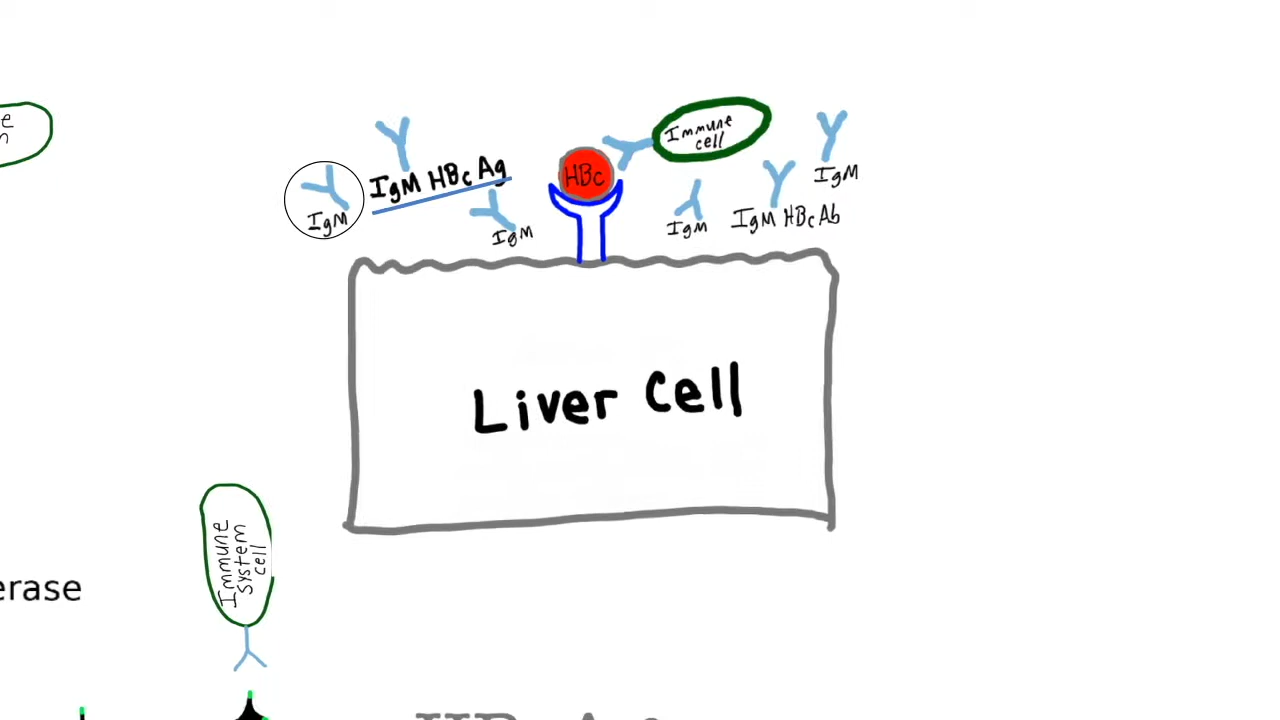 Immune
cell
IgM HBc Ag
HBc
IgM
IgM
IgM
IgM
IgM HBc Ab
Liver Cell
Immune
System
cell
erase